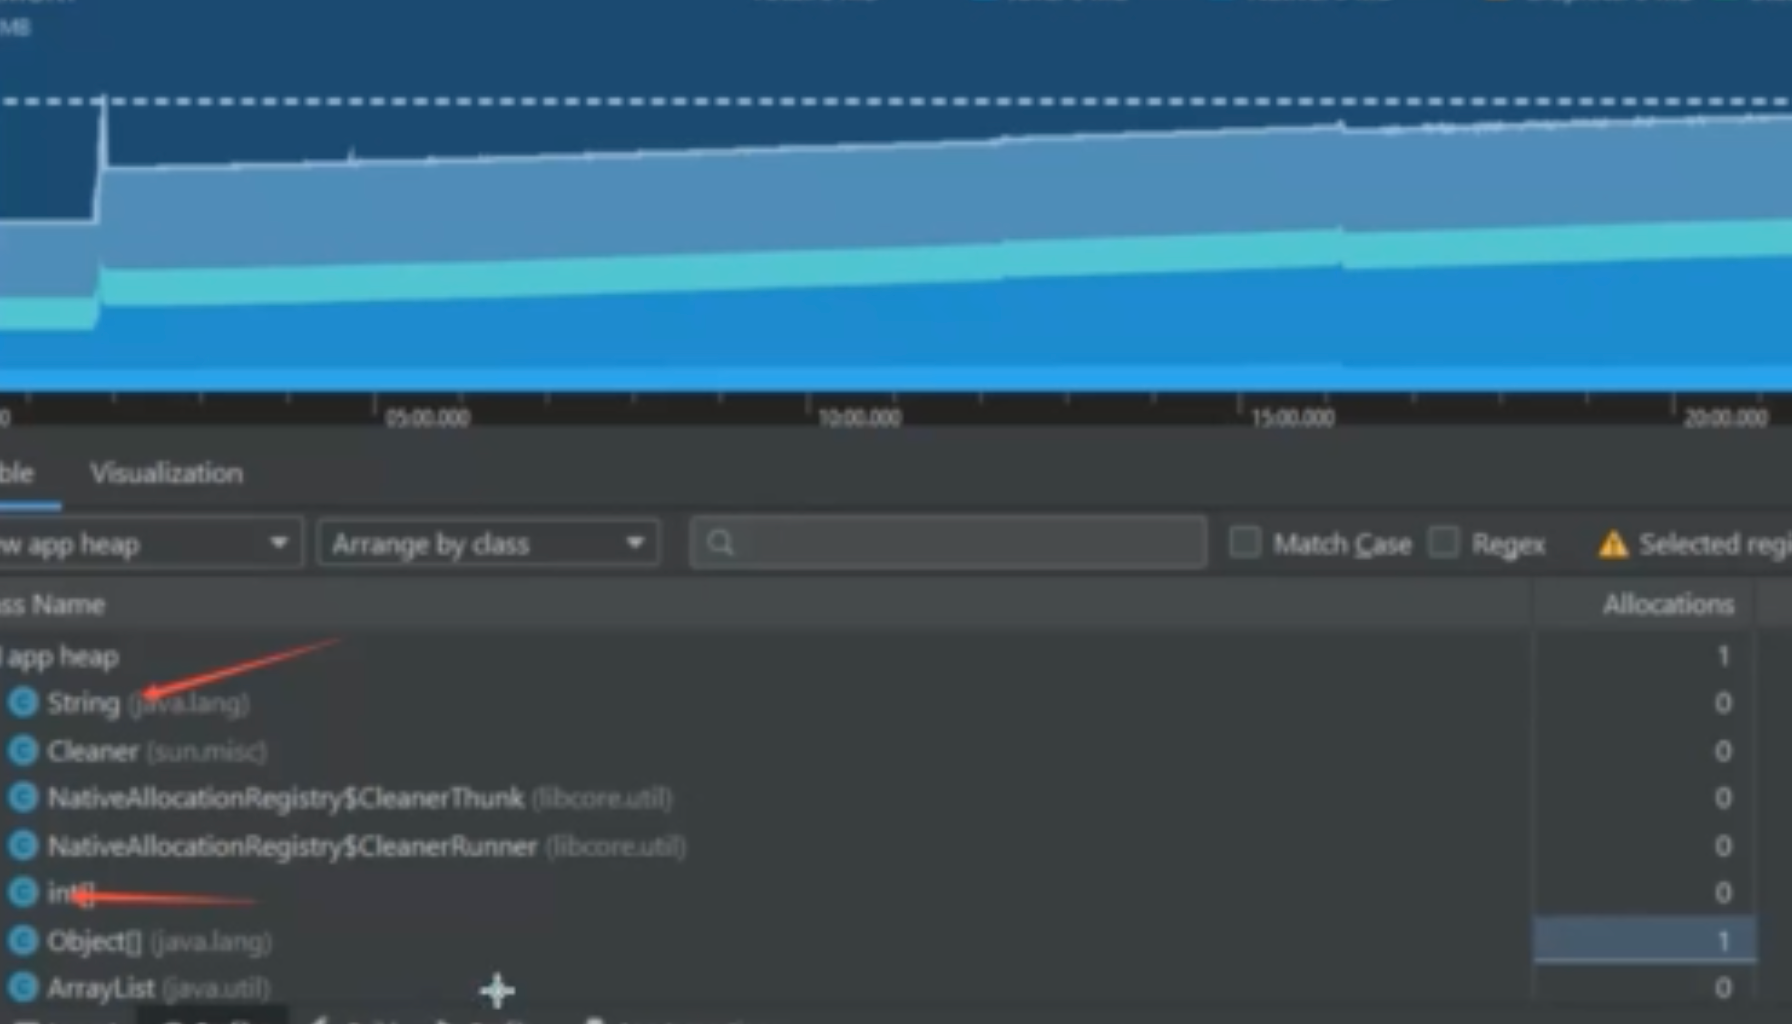 MB
05:00.000
10:00.000
15:00.000
20:00.000
ble
Visualization
w app heap
Arrange by class
Match Case
Regex
Selected regi
ss Name
Allocations
app heap
1
String (java.lang)
0
Cleaner (sun.misc)
0
NativeAllocationRegistry$CleanerThunk (libcore.util)
0
NativeAllocationRegistry$CleanerRunner (libcore.util)
0
int[]
0
Object[] (java.lang)
1
ArrayList (java.util)
0